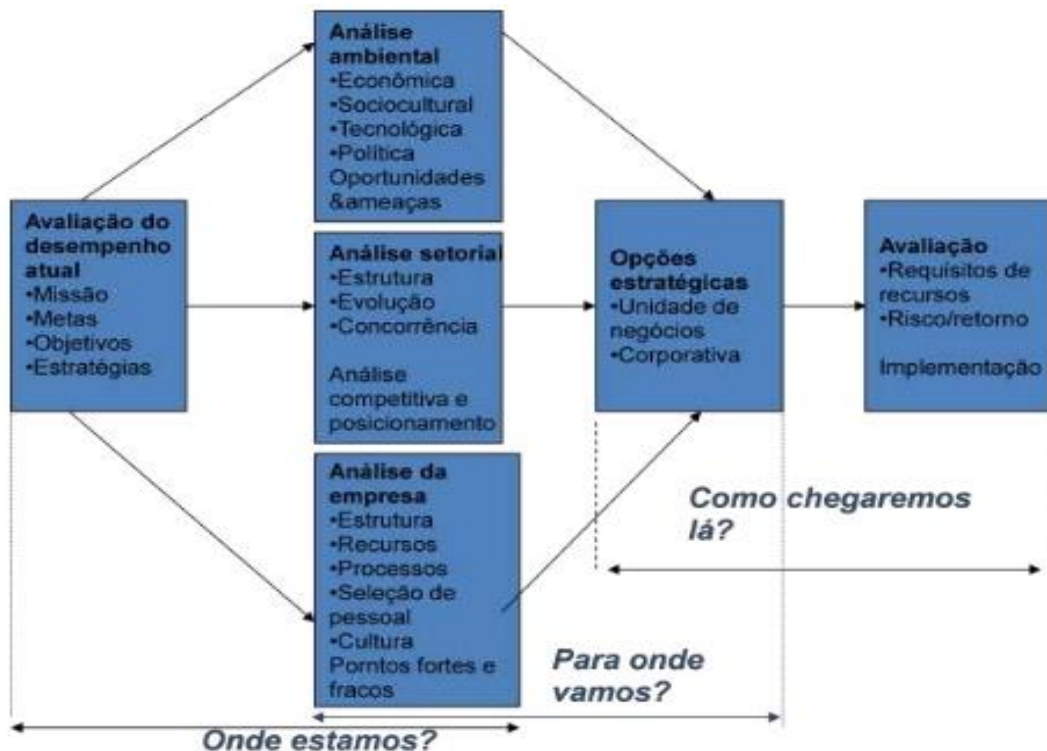 Análise
ambiental
•Econômica
•Sociocultural
•Tecnológica
•Política
Oportunidades
&ameaças
Avaliação do
desempenho
atual
•Missão
•Metas
•Objetivos
•Estratégias
Análise setorial
•Estrutura
•Evolução
•Concorrência
Análise
competitiva e
posicionamento
Análise da
empresa
•Estrutura
•Recursos
•Processos
•Seleção de
pessoal
•Cultura
Porntos fortes e
fracos
Opções
estratégicas
•Unidade de
negócios
•Corporativa
Avaliação
•Requísitos de
recursos
•Risco/retorno
Implementação
Como chegaremos
lá?
Para onde
vamos?
Onde estamos?